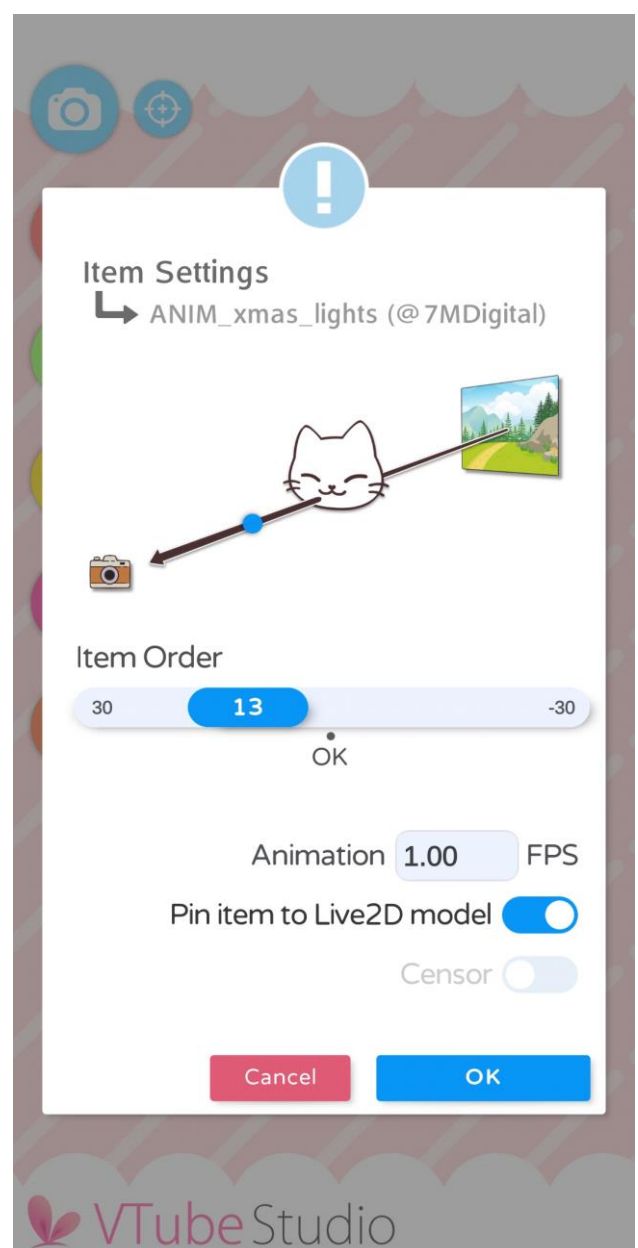 !
Item Settings
ANIM_xmas_lights (@7MDigital)
Item Order
30 13 -30
OK
Animation 1.00 FPS
Pin item to Live2D model
Censor
Cancel OK
VTube Studio